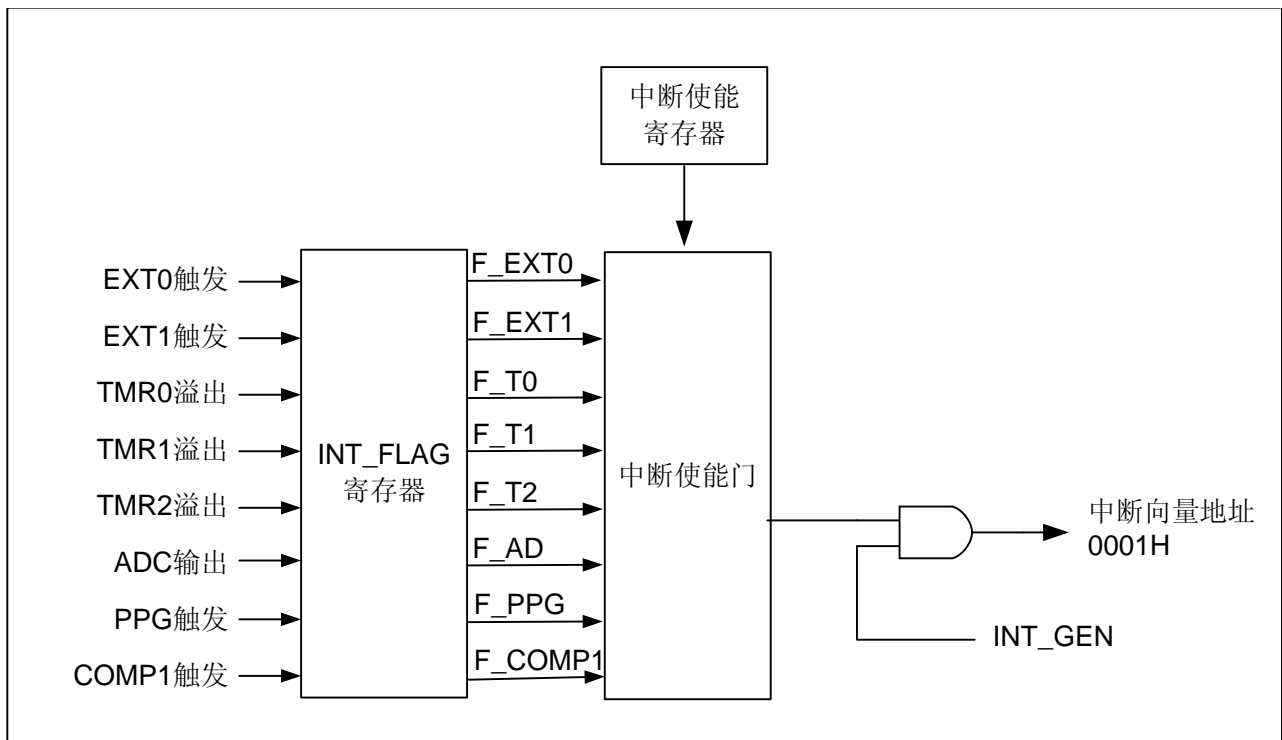 中断使能
寄存器
EXT0触发
EXT1触发
TMR0溢出
TMR1溢出
TMR2溢出
ADC输出
PPG触发
COMP1触发
INT_FLAG
寄存器
F_EXT0
F_EXT1
F_T0
F_T1
F_T2
F_AD
F_PPG
F_COMP1
中断使能门
中断向量地址
0001H
INT_GEN